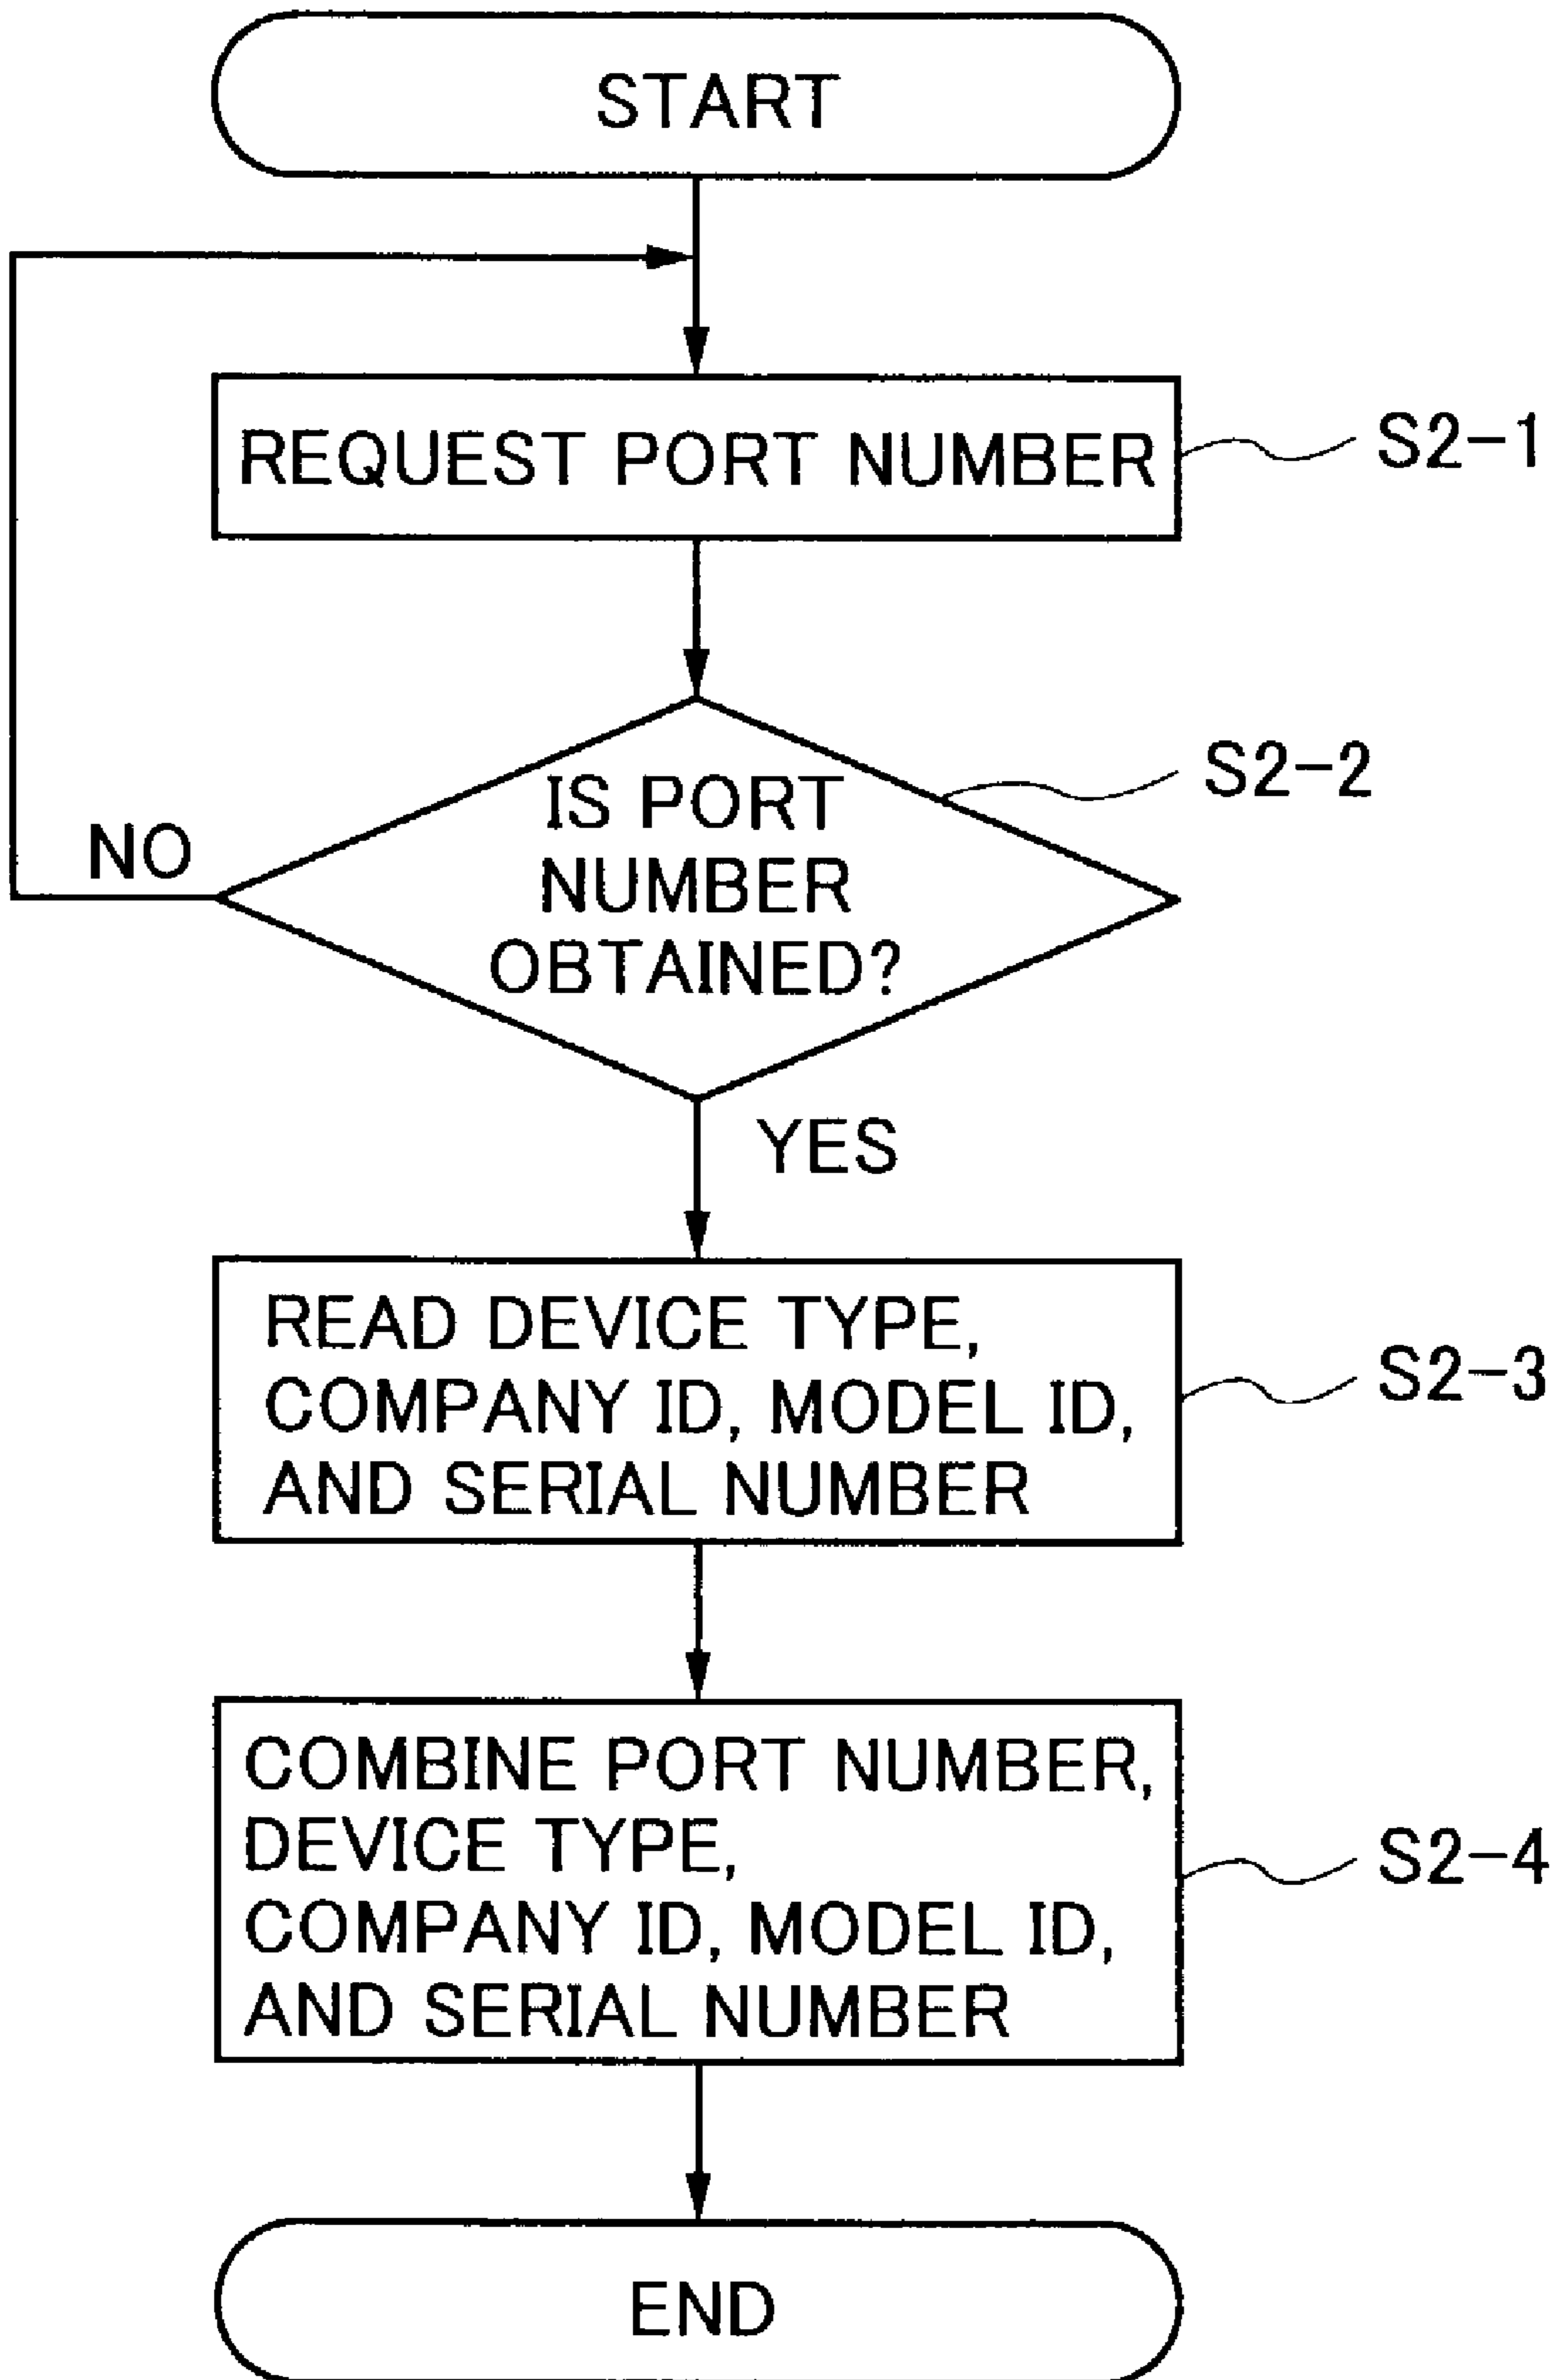 START
REQUEST PORT NUMBER
S2-1
IS PORT
NUMBER
OBTAINED?
S2-2
NO
YES
READ DEVICE TYPE,
COMPANY ID, MODEL ID,
AND SERIAL NUMBER
S2-3
COMBINE PORT NUMBER,
DEVICE TYPE,
COMPANY ID, MODEL ID,
AND SERIAL NUMBER
S2-4
END